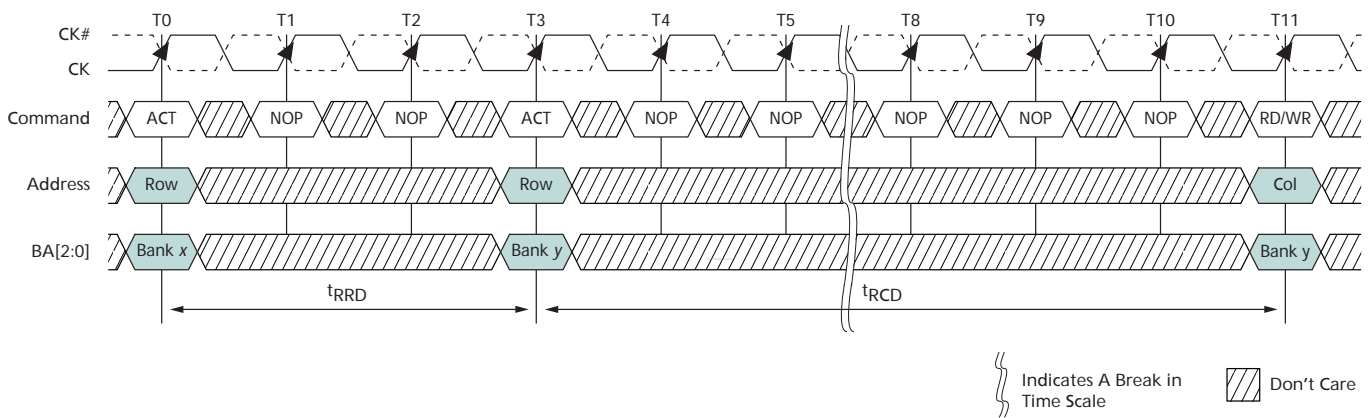 T0 T1 T2 T3 T4 T5 T8 T9 T10 T11
CK#
CK
Command ACT NOP NOP ACT NOP NOP NOP NOP NOP RD/WR
Address Row Row Col
BA[2:0] Bank x Bank y Bank y
tRRD tRCD
Indicates A Break in
Time Scale
Don't Care